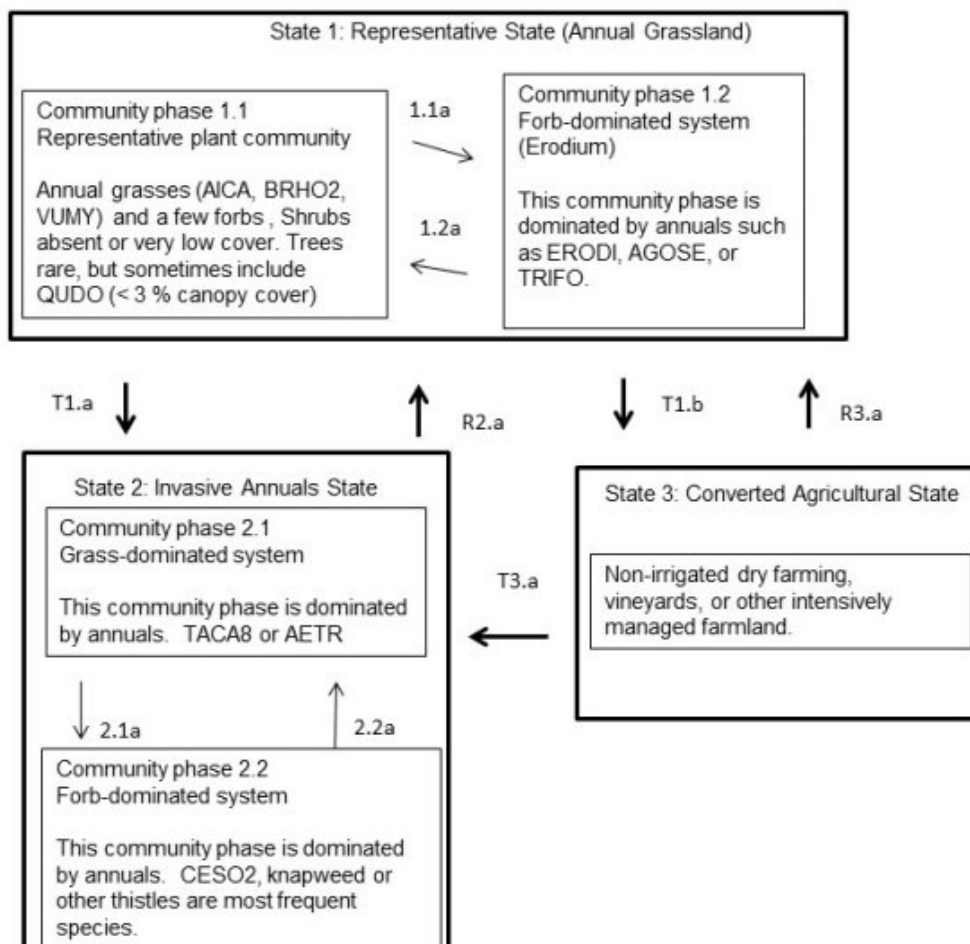 State 1: Representative State (Annual Grassland)
Community phase 1.1
Representative plant community
Annual grasses (AICA, BRHO2,
VUMY) and a few forbs , Shrubs
absent or very low cover. Trees
rare, but sometimes include
QUDO (< 3 % canopy cover)
1.1a
1.2a
Community phase 1.2
Forb-dominated system
(Erodium)
This community phase is
dominated by annuals such
as ERODI, AGOSE, or
TRIFO.
T1.a
R2.a
T1.b
R3.a
State 2: Invasive Annuals State
Community phase 2.1
Grass-dominated system
This community phase is dominated
by annuals. TACA8 or AETR
2.1a
2.2a
Community phase 2.2
Forb-dominated system
This community phase is dominated
by annuals. CESO2, knapweed or
other thistles are most frequent
species.
T3.a
State 3: Converted Agricultural State
Non-irrigated dry farming,
vineyards, or other intensively
managed farmland.